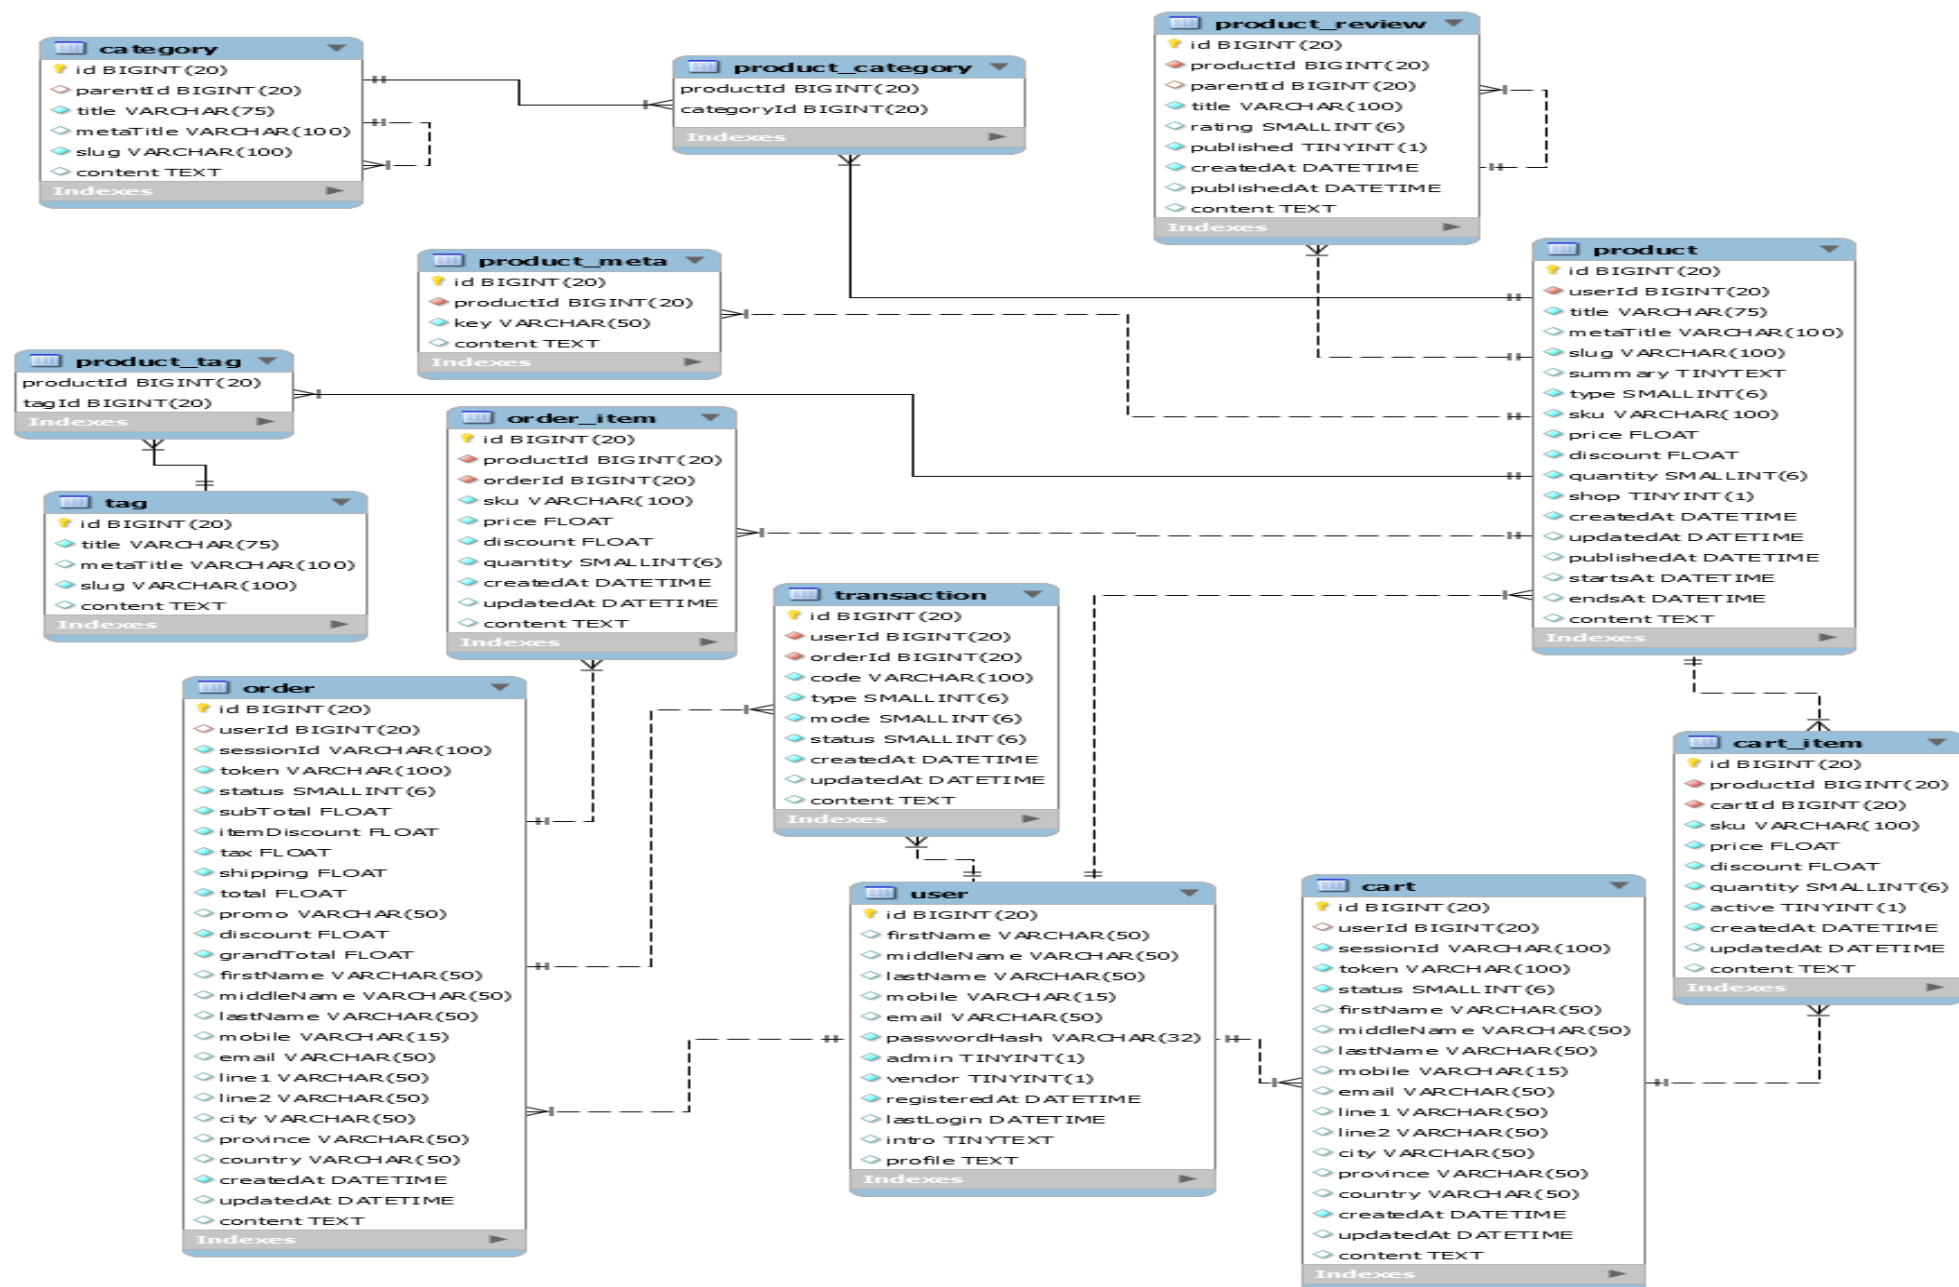 category
id BIGINT(20)
parentId BIGINT(20)
title VARCHAR(75)
metaTitle VARCHAR(100)
slug VARCHAR(100)
content TEXT
Indexes
product_category
productId BIGINT(20)
categoryId BIGINT(20)
Indexes
product_review
id BIGINT(20)
productId BIGINT(20)
parentId BIGINT(20)
title VARCHAR(100)
rating SMALLINT(6)
published TINYINT(1)
createdAt DATETIME
publishedAt DATETIME
content TEXT
Indexes
product_meta
id BIGINT(20)
productId BIGINT(20)
key VARCHAR(50)
content TEXT
Indexes
product
id BIGINT(20)
userId BIGINT(20)
title VARCHAR(75)
metaTitle VARCHAR(100)
slug VARCHAR(100)
summary TINYTEXT
type SMALLINT(6)
sku VARCHAR(100)
price FLOAT
discount FLOAT
quantity SMALLINT(6)
shop TINYINT(1)
createdAt DATETIME
updatedAt DATETIME
publishedAt DATETIME
startsAt DATETIME
endsAt DATETIME
content TEXT
Indexes
product_tag
productId BIGINT(20)
tagId BIGINT(20)
Indexes
tag
id BIGINT(20)
title VARCHAR(75)
metaTitle VARCHAR(100)
slug VARCHAR(100)
content TEXT
Indexes
order_item
id BIGINT(20)
productId BIGINT(20)
orderId BIGINT(20)
sku VARCHAR(100)
price FLOAT
discount FLOAT
quantity SMALLINT(6)
createdAt DATETIME
updatedAt DATETIME
content TEXT
Indexes
transaction
id BIGINT(20)
userId BIGINT(20)
orderId BIGINT(20)
code VARCHAR(100)
type SMALLINT(6)
mode SMALLINT(6)
status SMALLINT(6)
createdAt DATETIME
updatedAt DATETIME
content TEXT
Indexes
order
id BIGINT(20)
userId BIGINT(20)
sessionId VARCHAR(100)
token VARCHAR(100)
status SMALLINT(6)
subTotal FLOAT
itemDiscount FLOAT
tax FLOAT
shipping FLOAT
total FLOAT
promo VARCHAR(50)
discount FLOAT
grandTotal FLOAT
firstName VARCHAR(50)
middleName VARCHAR(50)
lastName VARCHAR(50)
mobile VARCHAR(15)
email VARCHAR(50)
line1 VARCHAR(50)
line2 VARCHAR(50)
city VARCHAR(50)
province VARCHAR(50)
country VARCHAR(50)
createdAt DATETIME
updatedAt DATETIME
content TEXT
Indexes
user
id BIGINT(20)
firstName VARCHAR(50)
middleName VARCHAR(50)
lastName VARCHAR(50)
mobile VARCHAR(15)
email VARCHAR(50)
passwordHash VARCHAR(32)
admin TINYINT(1)
vendor TINYINT(1)
registeredAt DATETIME
lastLogin DATETIME
intro TINYTEXT
profile TEXT
Indexes
cart
id BIGINT(20)
userId BIGINT(20)
sessionId VARCHAR(100)
token VARCHAR(100)
status SMALLINT(6)
firstName VARCHAR(50)
middleName VARCHAR(50)
lastName VARCHAR(50)
mobile VARCHAR(15)
email VARCHAR(50)
line1 VARCHAR(50)
line2 VARCHAR(50)
city VARCHAR(50)
province VARCHAR(50)
country VARCHAR(50)
createdAt DATETIME
updatedAt DATETIME
content TEXT
Indexes
cart_item
id BIGINT(20)
productId BIGINT(20)
cartId BIGINT(20)
sku VARCHAR(100)
price FLOAT
discount FLOAT
quantity SMALLINT(6)
active TINYINT(1)
createdAt DATETIME
updatedAt DATETIME
content TEXT
Indexes